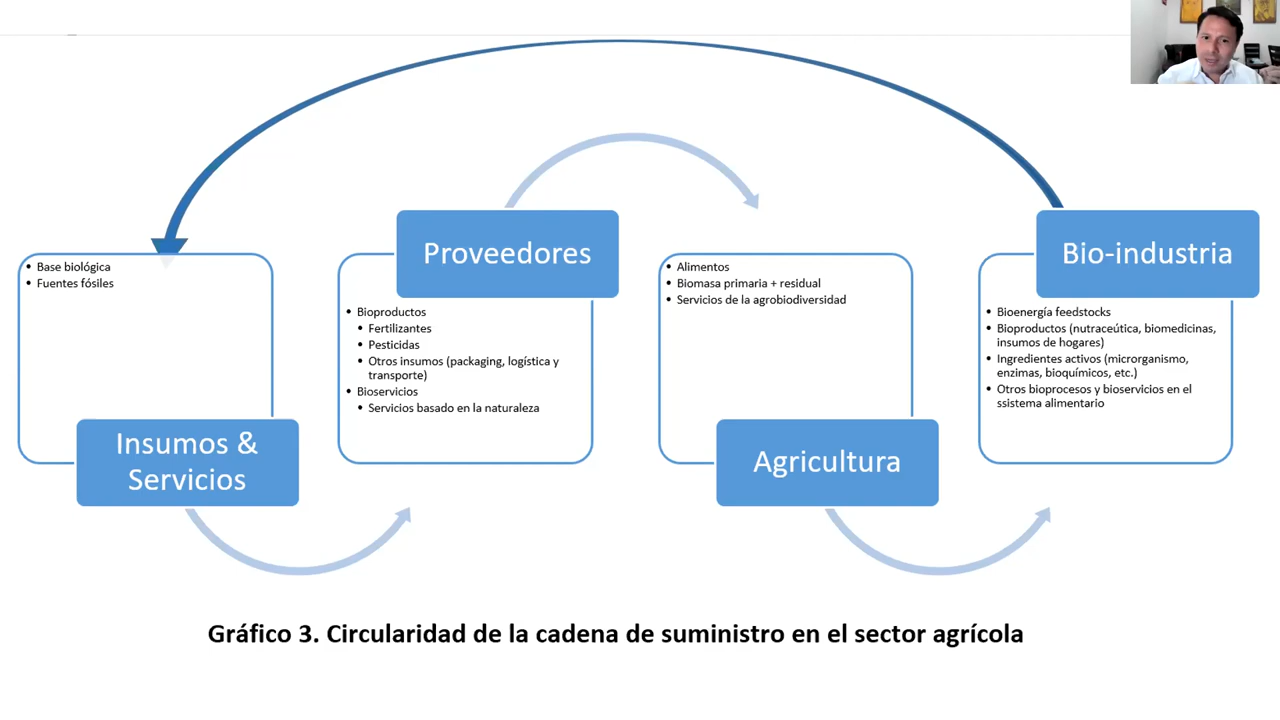 Base biológica
Fuentes fósiles
Insumos &
Servicios
Proveedores
Bioproductos
Fertilizantes
Pesticidas
Otros insumos (packaging, logística y
transporte)
Bioservicios
Servicios basado en la naturaleza
Alimentos
Biomasa primaria + residual
Servicios de la agrobiodiversidad
Agricultura
Bio-industria
Bioenergía feedstocks
Bioproductos (nutraceútica, biomedicinas,
insumos de hogares)
Ingredientes activos (microrganismo,
enzimas, bioquímicos, etc.)
Otros bioprocesos y bioservicios en el
ssistema alimentario
Gráfico 3. Circularidad de la cadena de suministro en el sector agrícola